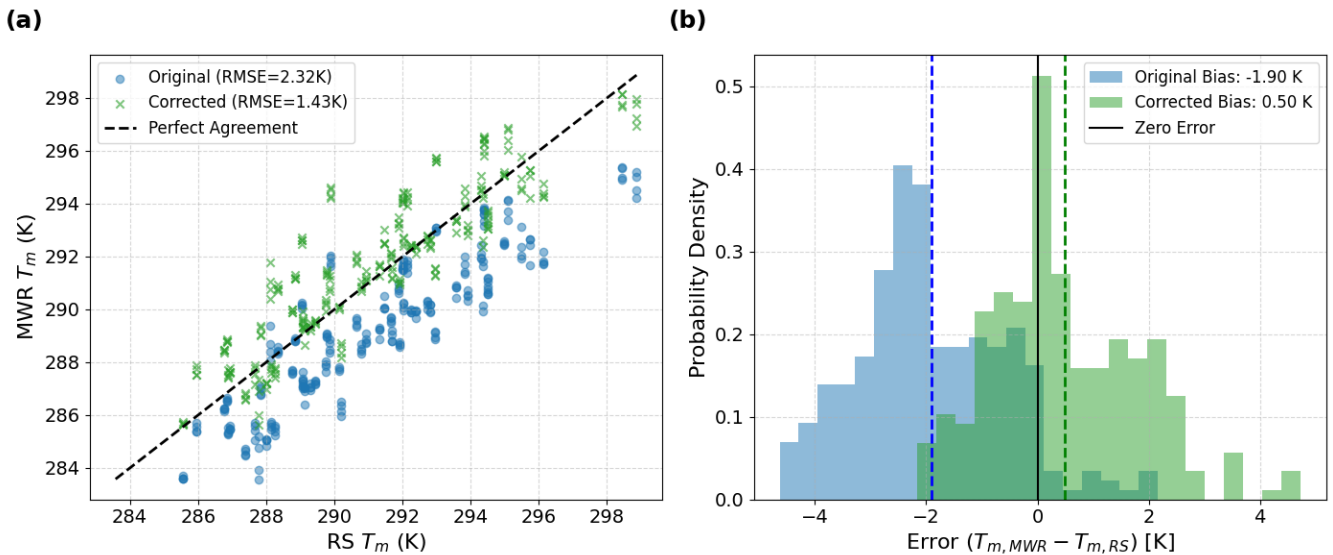 (a)
Original (RMSE=2.32K)
Corrected (RMSE=1.43K)
Perfect Agreement
298
296
294
292
290
288
286
284
MWR T_m (K)
284 286 288 290 292 294 296 298
RS T_m (K)
(b)
Original Bias: -1.90 K
Corrected Bias: 0.50 K
Zero Error
0.5
0.4
0.3
0.2
0.1
0.0
Probability Density
−4 −2 0 2 4
Error (T_{m, MWR} − T_{m, RS}) [K]